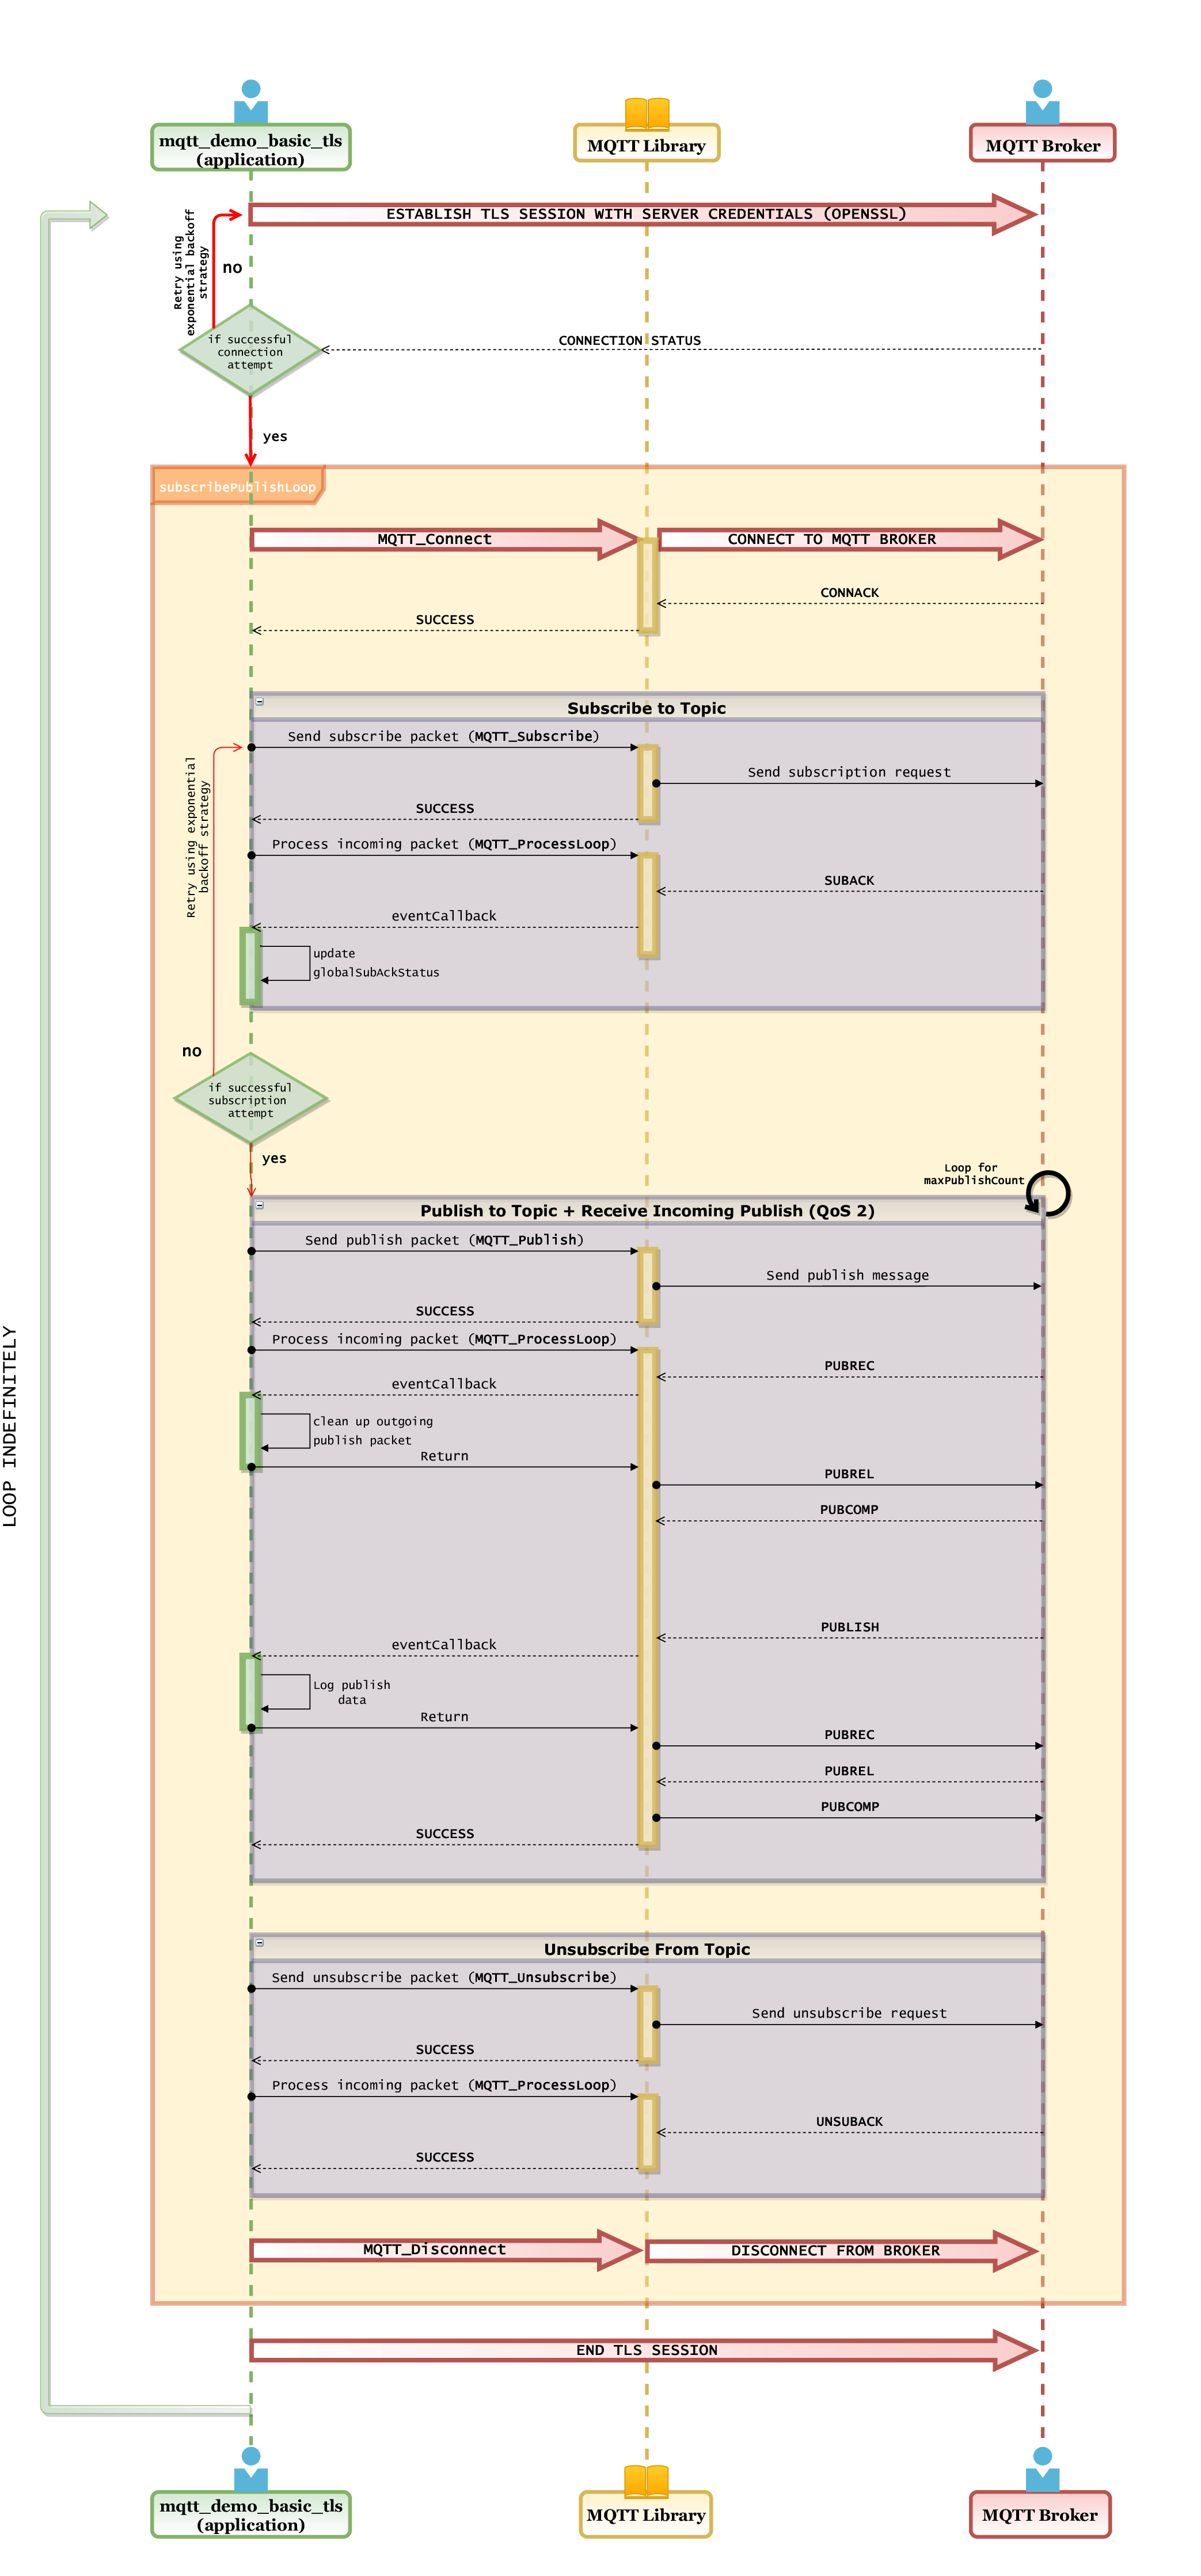 mqtt_demo_basic_tls
(application)
MQTT Library
MQTT Broker
ESTABLISH TLS SESSION WITH SERVER CREDENTIALS (OPENSSL)
Retry using
exponential backoff
strategy
no
if successful
connection
attempt
CONNECTION STATUS
yes
subscribePublishLoop
MQTT_Connect
CONNECT TO MQTT BROKER
CONNACK
SUCCESS
Subscribe to Topic
Send subscribe packet (MQTT_Subscribe)
Send subscription request
SUCCESS
Process incoming packet (MQTT_ProcessLoop)
SUBACK
eventCallback
update
globalSubAckStatus
Retry using exponential
backoff strategy
no
if successful
subscription
attempt
yes
Loop for
maxPublishCount
Publish to Topic + Receive Incoming Publish (QoS 2)
Send publish packet (MQTT_Publish)
Send publish message
SUCCESS
Process incoming packet (MQTT_ProcessLoop)
PUBREC
eventCallback
clean up outgoing
publish packet
Return
PUBREL
PUBCOMP
PUBLISH
eventCallback
Log publish
data
Return
PUBREC
PUBREL
PUBCOMP
SUCCESS
LOOP INDEFINITELY
Unsubscribe From Topic
Send unsubscribe packet (MQTT_Unsubscribe)
Send unsubscribe request
SUCCESS
Process incoming packet (MQTT_ProcessLoop)
UNSUBACK
SUCCESS
MQTT_Disconnect
DISCONNECT FROM BROKER
END TLS SESSION
mqtt_demo_basic_tls
(application)
MQTT Library
MQTT Broker